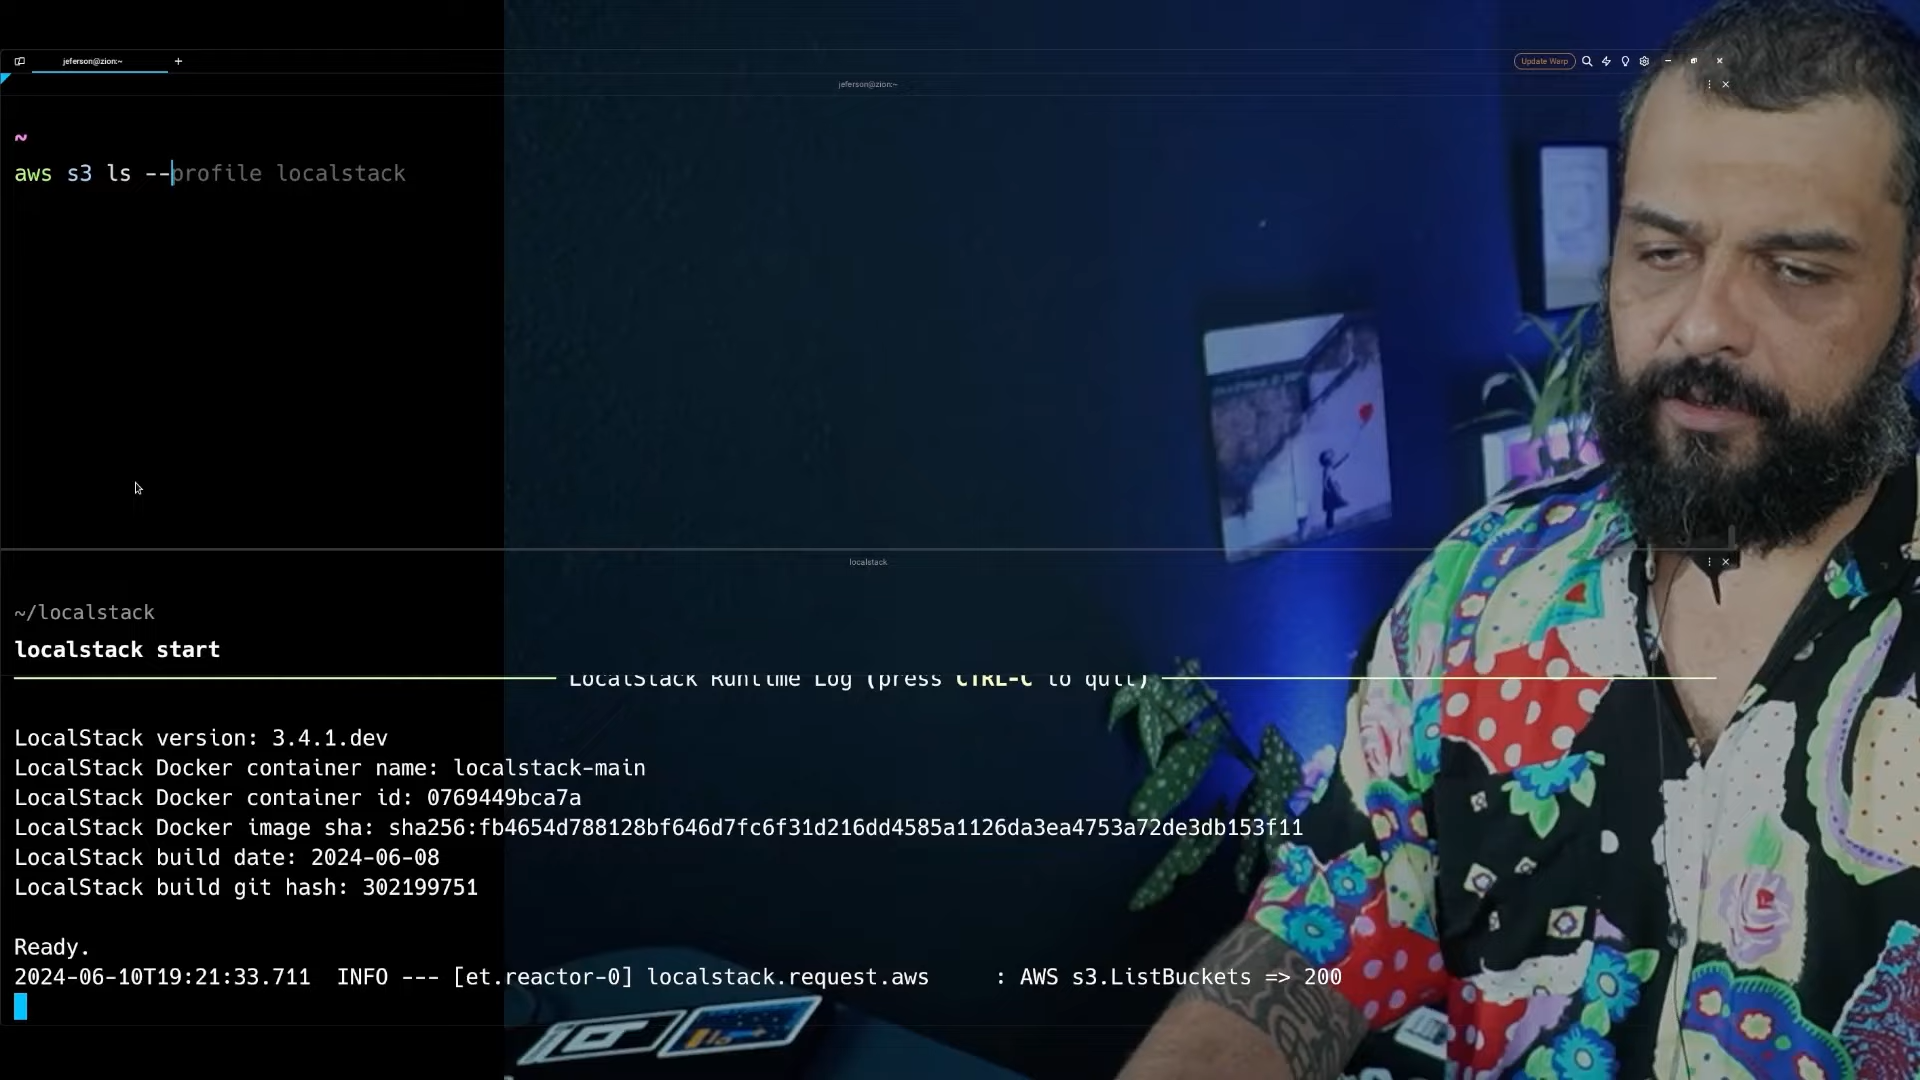 jeferson@zion:~
+
Update Warp
jeferson@zion:~
~
aws s3 ls --profile localstack
localstack
~/localstack
localstack start
LocalStack Runtime Log (press CTRL-C to quit)
LocalStack version: 3.4.1.dev
LocalStack Docker container name: localstack-main
LocalStack Docker container id: 0769449bca7a
LocalStack Docker image sha: sha256:fb4654d788128bf646d7fc6f31d216dd4585a1126da3ea4753a72de3db153f11
LocalStack build date: 2024-06-08
LocalStack build git hash: 302199751
Ready.
2024-06-10T19:21:33.711  INFO --- [et.reactor-0] localstack.request.aws     : AWS s3.ListBuckets => 200